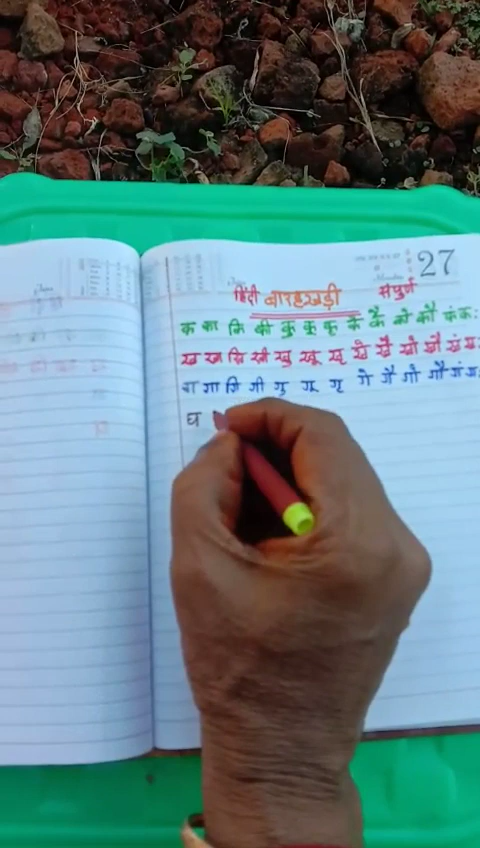 27
हिंदी बारहखड़ी संपुर्ण
क का कि की कु कू कृ के कै को कौ कं क:
ख खा खि खी खु खू खृ खे खै खो खौ खं ख:
ग गा गि गी गु गू गृ गे गै गो गौ गं ग:
घ